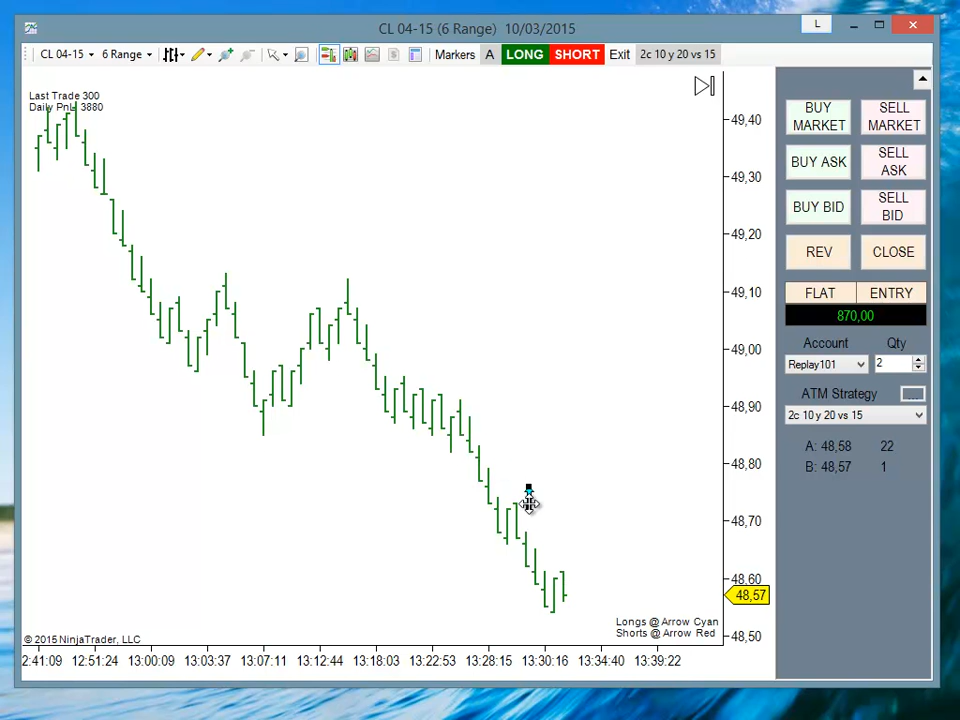 CL 04-15 (6 Range)  10/03/2015
L
CL 04-15
6 Range
Markers
A
LONG
SHORT
Exit
2c 10 y 20 vs 15
Last Trade 300
Daily PnL 3880
49,40
49,30
49,20
49,10
49,00
48,90
48,80
48,70
48,60
48,57
48,50
Longs @ Arrow Cyan
Shorts @ Arrow Red
© 2015 NinjaTrader, LLC
2:41:09
12:51:24
13:00:09
13:03:37
13:07:11
13:12:44
13:18:03
13:22:53
13:28:15
13:30:16
13:34:40
13:39:22
BUY
MARKET
SELL
MARKET
BUY ASK
SELL
ASK
BUY BID
SELL
BID
REV
CLOSE
FLAT
ENTRY
870,00
Account
Qty
Replay101
2
ATM Strategy
2c 10 y 20 vs 15
A: 48,58
22
B: 48,57
1